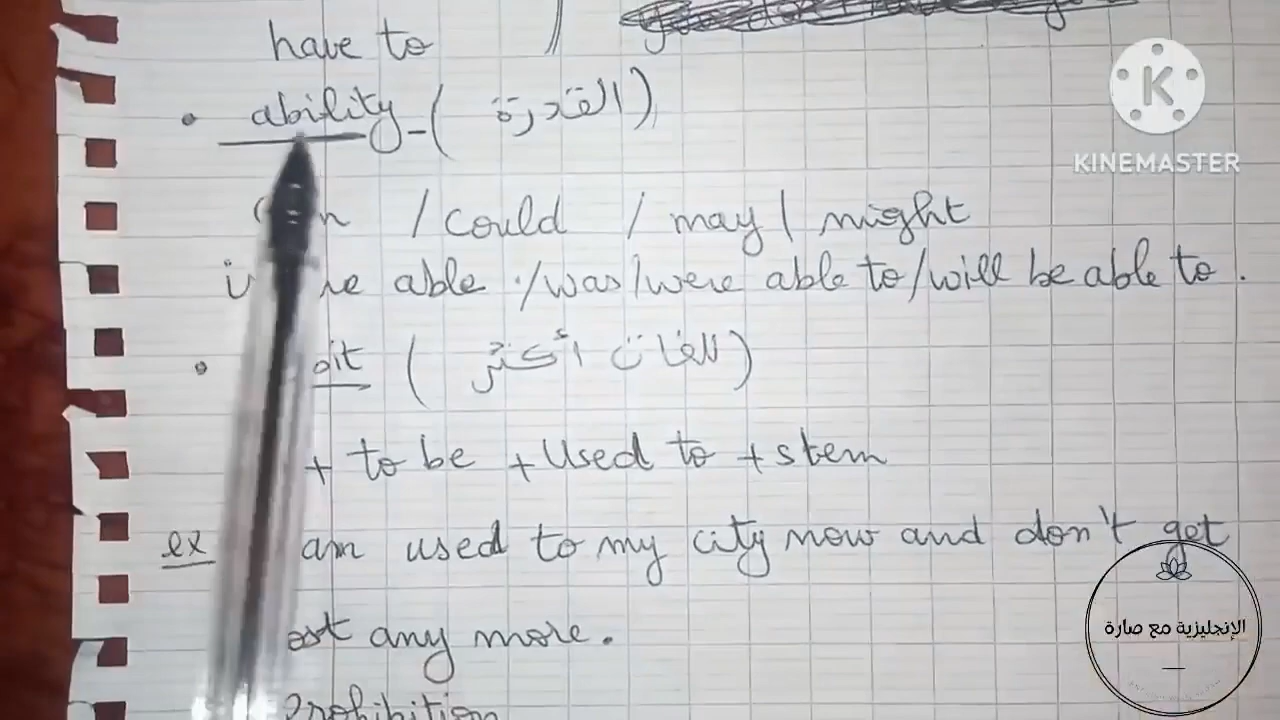 have to
• ability - (القدرة)
/ could / may / might
able / was / were able to / will be able to .
• (للغات أكثر)
+ to be + Used to + stem
ex am used to my city now and don't get
any more.
Prohibition
KINEMASTER
الإنجليزية مع صارة